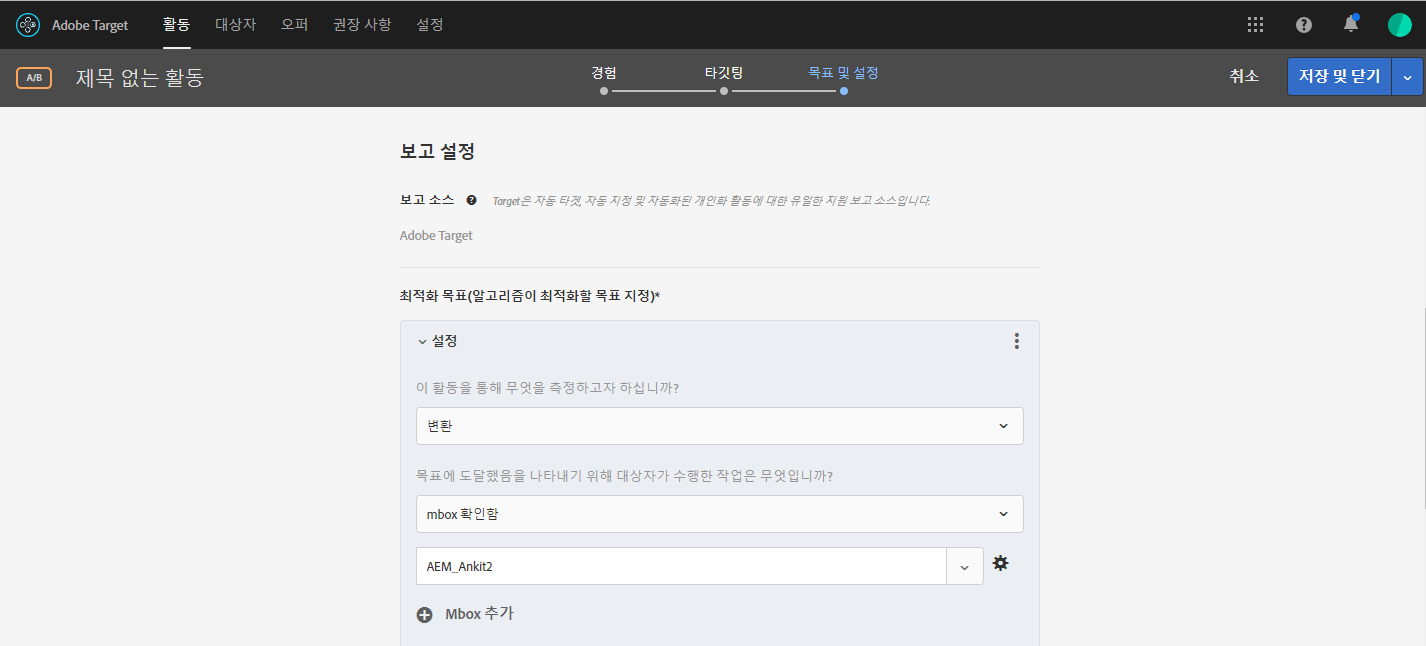 Adobe Target 활동 대상자 오퍼 권장 사항 설정
A/B 제목 없는 활동 경험 타깃팅 목표 및 설정 취소 저장 및 닫기
보고 설정
보고 소스 Target은 자동 타겟, 자동 지정 및 자동화된 개인화 활동에 대한 유일한 지원 보고 소스입니다.
Adobe Target
최적화 목표(알고리즘이 최적화할 목표 지정)*
설정
이 활동을 통해 무엇을 측정하고자 하십니까?
변환
목표에 도달했음을 나타내기 위해 대상자가 수행한 작업은 무엇입니까?
mbox 확인함
AEM_Ankit2
Mbox 추가